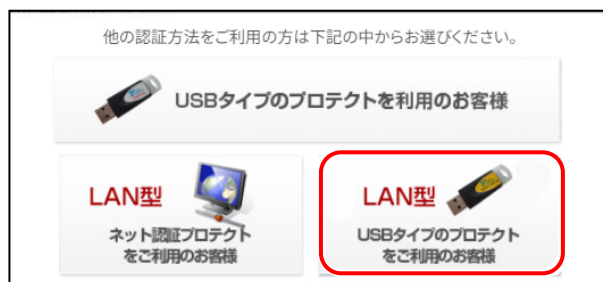 他の認証方法をご利用の方は下記の中からお選びください。
USBタイプのプロテクトを利用のお客様
LAN型
ネット認証プロテクト
をご利用のお客様
LAN型
USBタイプのプロテクト
をご利用のお客様